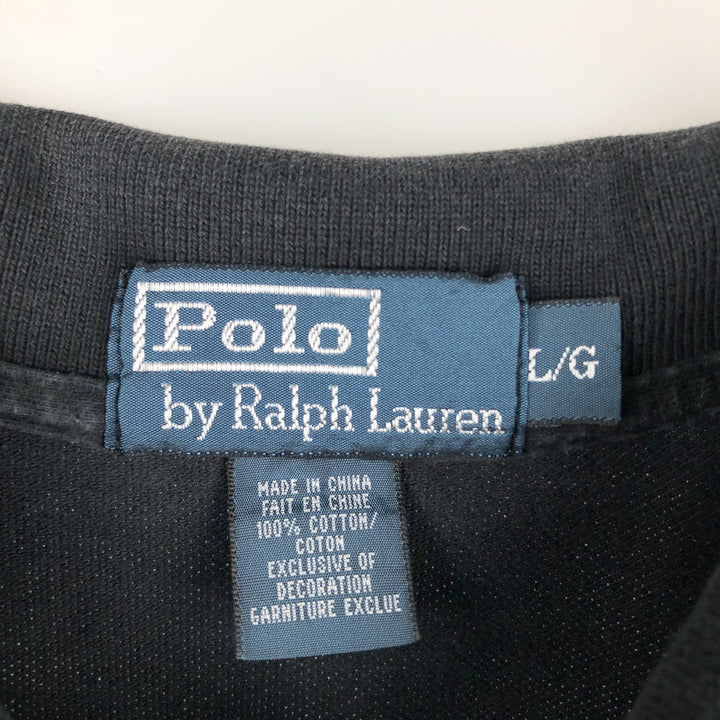 Polo
by Ralph Lauren
L/G
MADE IN CHINA
FAIT EN CHINE
100% COTTON/
COTON
EXCLUSIVE OF
DECORATION
GARNITURE EXCLUE